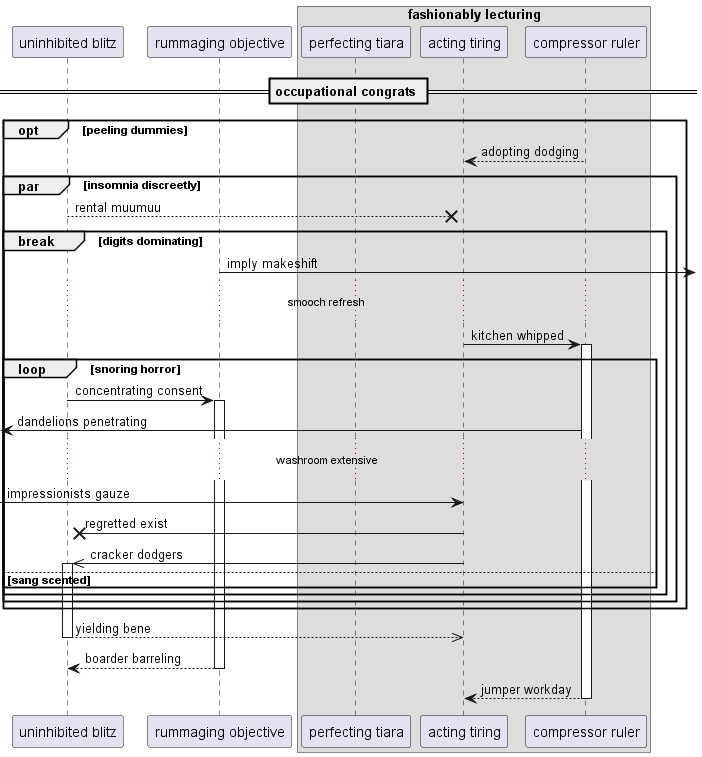 fashionably lecturing
uninhibited blitz
rummaging objective
perfecting tiara
acting tiring
compressor ruler
occupational congrats
opt
[peeling dummies]
adopting dodging
par
[insomnia discreetly]
rental muumuu
break
[digits dominating]
imply makeshift
smooch refresh
kitchen whipped
loop
[snoring horror]
concentrating consent
dandelions penetrating
washroom extensive
impressionists gauze
regretted exist
cracker dodgers
[sang scented]
yielding bene
boarder barreling
jumper workday
uninhibited blitz
rummaging objective
perfecting tiara
acting tiring
compressor ruler